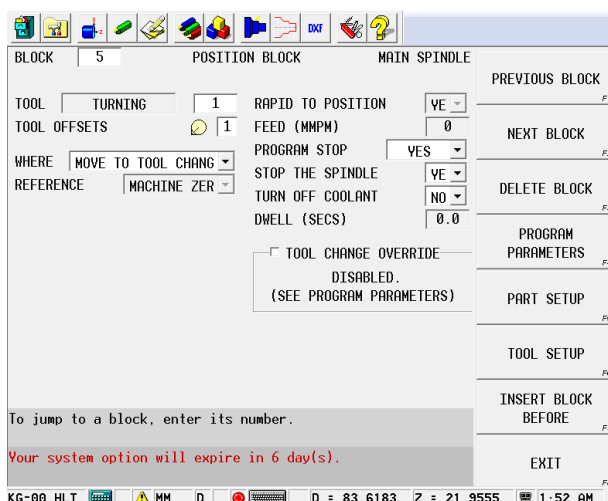 DXF
BLOCK 5 POSITION BLOCK MAIN SPINDLE
TOOL TURNING 1
TOOL OFFSETS 1
WHERE MOVE TO TOOL CHANG
REFERENCE MACHINE ZER
RAPID TO POSITION YE
FEED (MMPM) 0
PROGRAM STOP YES
STOP THE SPINDLE YE
TURN OFF COOLANT NO
DWELL (SECS) 0.0
TOOL CHANGE OVERRIDE
DISABLED.
(SEE PROGRAM PARAMETERS)
PREVIOUS BLOCK
NEXT BLOCK
DELETE BLOCK
PROGRAM
PARAMETERS
PART SETUP
TOOL SETUP
INSERT BLOCK
BEFORE
EXIT
To jump to a block, enter its number.
Your system option will expire in 6 day(s).
KG-00 HLT MM D D = 83.6183 Z = 21.9555 1:52 AM